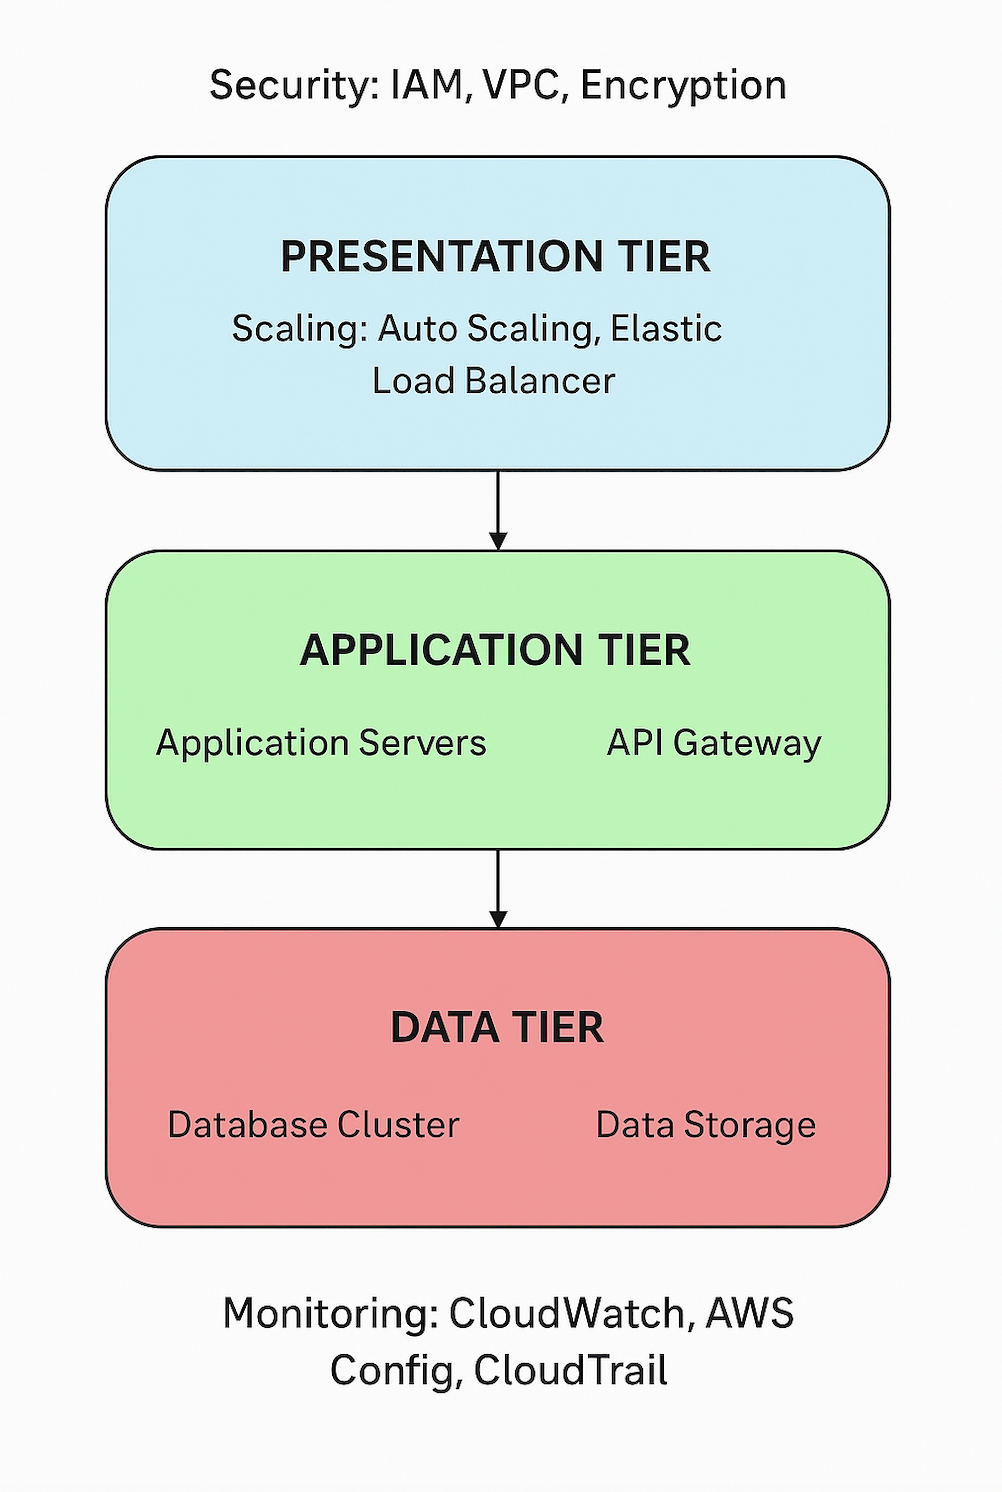 Security: IAM, VPC, Encryption
PRESENTATION TIER
Scaling: Auto Scaling, Elastic
Load Balancer
APPLICATION TIER
Application Servers API Gateway
DATA TIER
Database Cluster Data Storage
Monitoring: CloudWatch, AWS
Config, CloudTrail